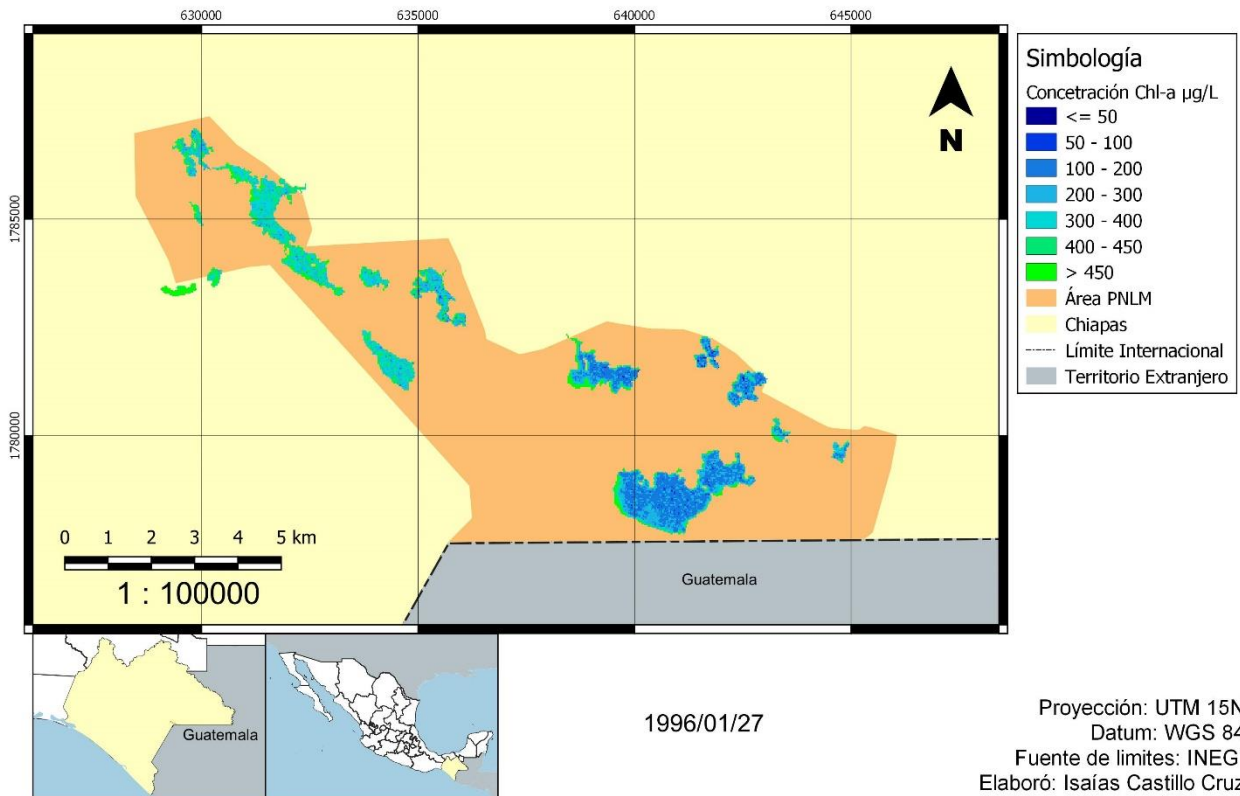 630000 635000 640000 645000
1785000
1780000
N
0 1 2 3 4 5 km
1 : 100000
Guatemala
Simbología
Concetración Chl-a µg/L
<= 50
50 - 100
100 - 200
200 - 300
300 - 400
400 - 450
> 450
Área PNLM
Chiapas
Límite Internacional
Territorio Extranjero
Guatemala
1996/01/27
Proyección: UTM 15N
Datum: WGS 84
Fuente de limites: INEG
Elaboró: Isaías Castillo Cruz